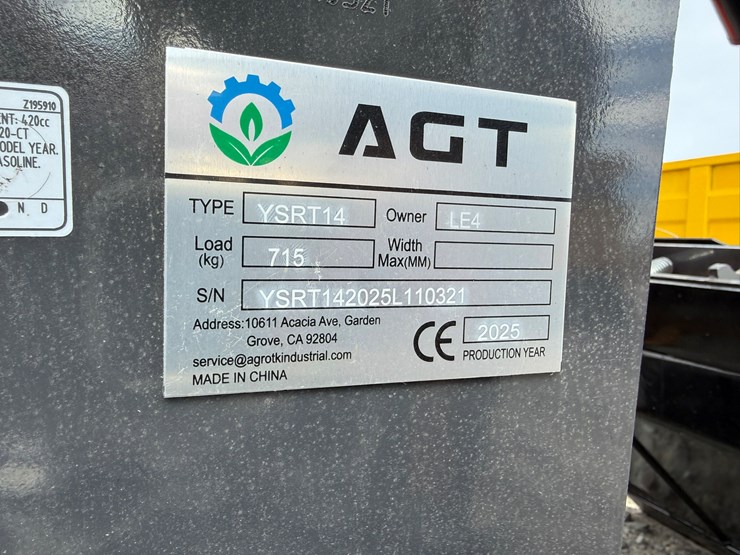 Z195910
ENT: 420cc
20-CT
ODEL YEAR.
ASOLINE.
N D
AGT
TYPE YSRT14 Owner LE4
Load (kg) 715 Width Max(MM)
S/N YSRT142025L110321
Address:10611 Acacia Ave, Garden
Grove, CA 92804
service@agrotkindustrial.com
MADE IN CHINA
CE 2025
PRODUCTION YEAR